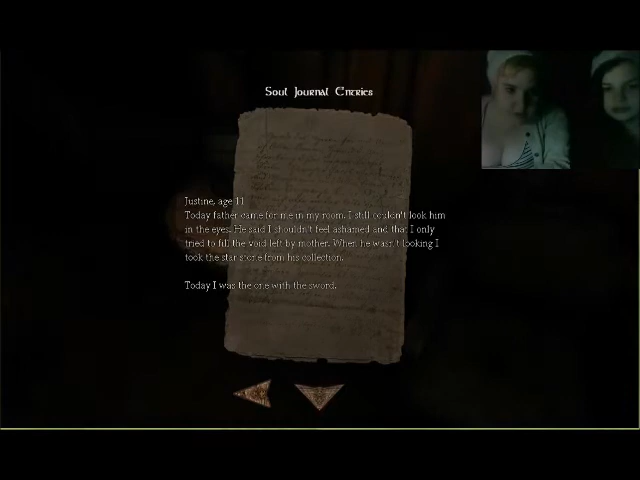 Soul Journal Entries
Justine, age 11
Today father came for me in my room. I still couldn't look him
in the eyes. He said I shouldn't feel ashamed and that I only
tried to fill the void left by mother. When he wasn't looking I
took the star stone from his collection.
Today I was the one with the sword.